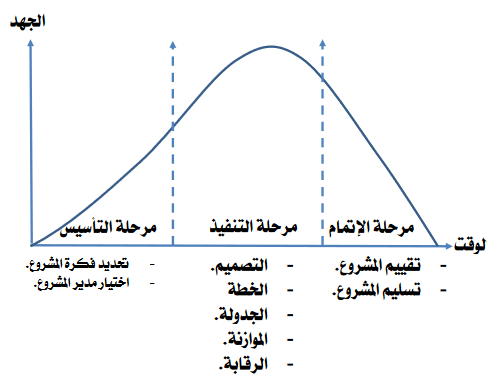 الجهد
مرحلة التأسيس
مرحلة التنفيذ
مرحلة الإتمام
لوقت
- تحديد فكرة المشروع.
- اختيار مدير المشروع.
- التصميم.
- الخطة
- الجدولة.
- الموازنة.
- الرقابة.
- تقييم المشروع.
- تسليم المشروع.